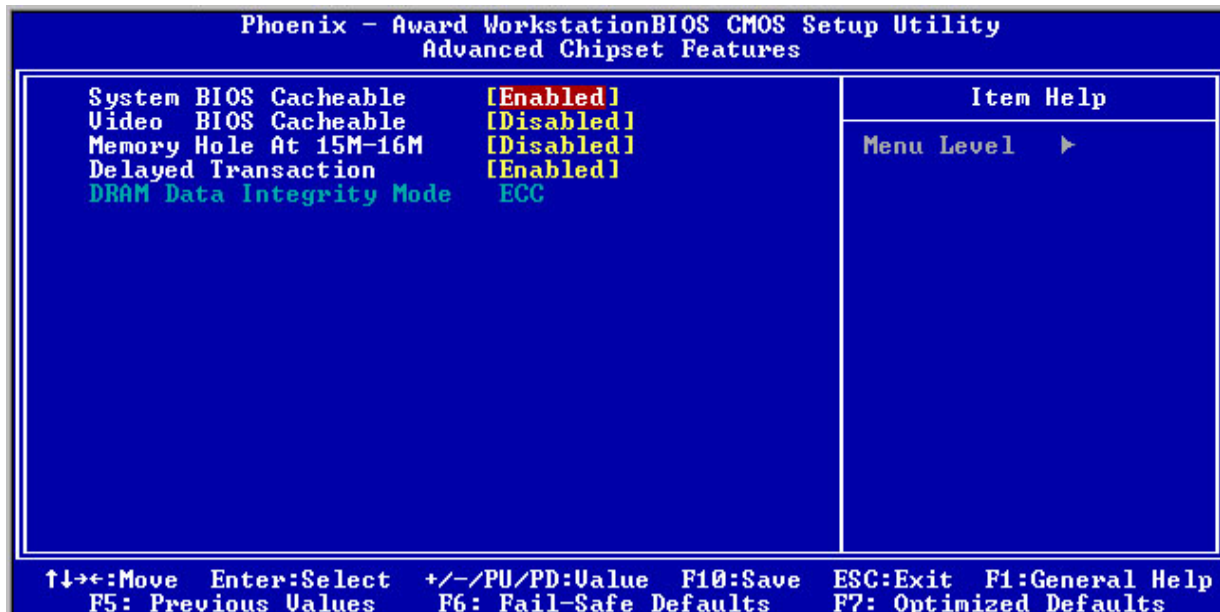 Phoenix - Award WorkstationBIOS CMOS Setup Utility
Advanced Chipset Features
System BIOS Cacheable [Enabled]
Video BIOS Cacheable [Disabled]
Memory Hole At 15M-16M [Disabled]
Delayed Transaction [Enabled]
DRAM Data Integrity Mode ECC
Item Help
Menu Level ►
↑↓→←:Move Enter:Select +/-/PU/PD:Value F10:Save ESC:Exit F1:General Help
F5: Previous Values F6: Fail-Safe Defaults F7: Optimized Defaults